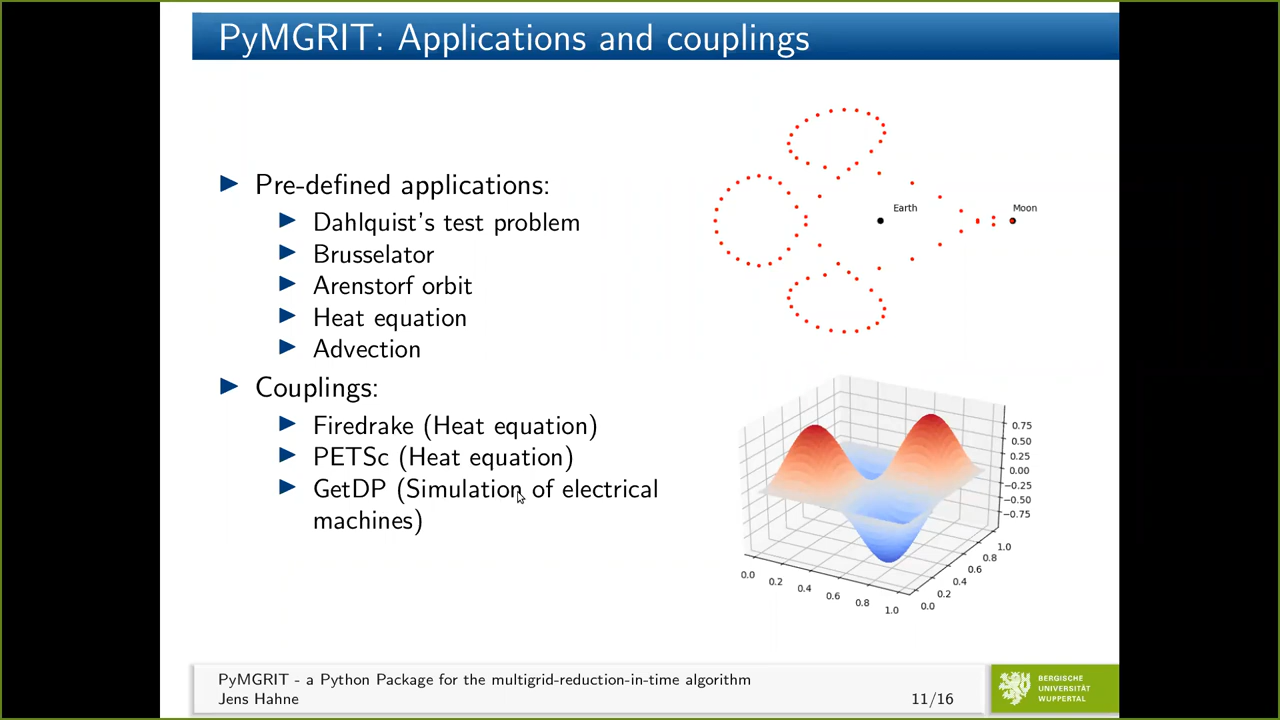 PyMGRIT: Applications and couplings
Pre-defined applications:
Dahlquist's test problem
Brusselator
Arenstorf orbit
Heat equation
Advection
Couplings:
Firedrake (Heat equation)
PETSc (Heat equation)
GetDP (Simulation of electrical
machines)
Earth
Moon
0.75
0.50
0.25
0.00
−0.25
−0.50
−0.75
0.0
0.2
0.4
0.6
0.8
1.0
0.0
0.2
0.4
0.6
0.8
1.0
PyMGRIT - a Python Package for the multigrid-reduction-in-time algorithm
Jens Hahne
11/16
BERGISCHE
UNIVERSITÄT
WUPPERTAL